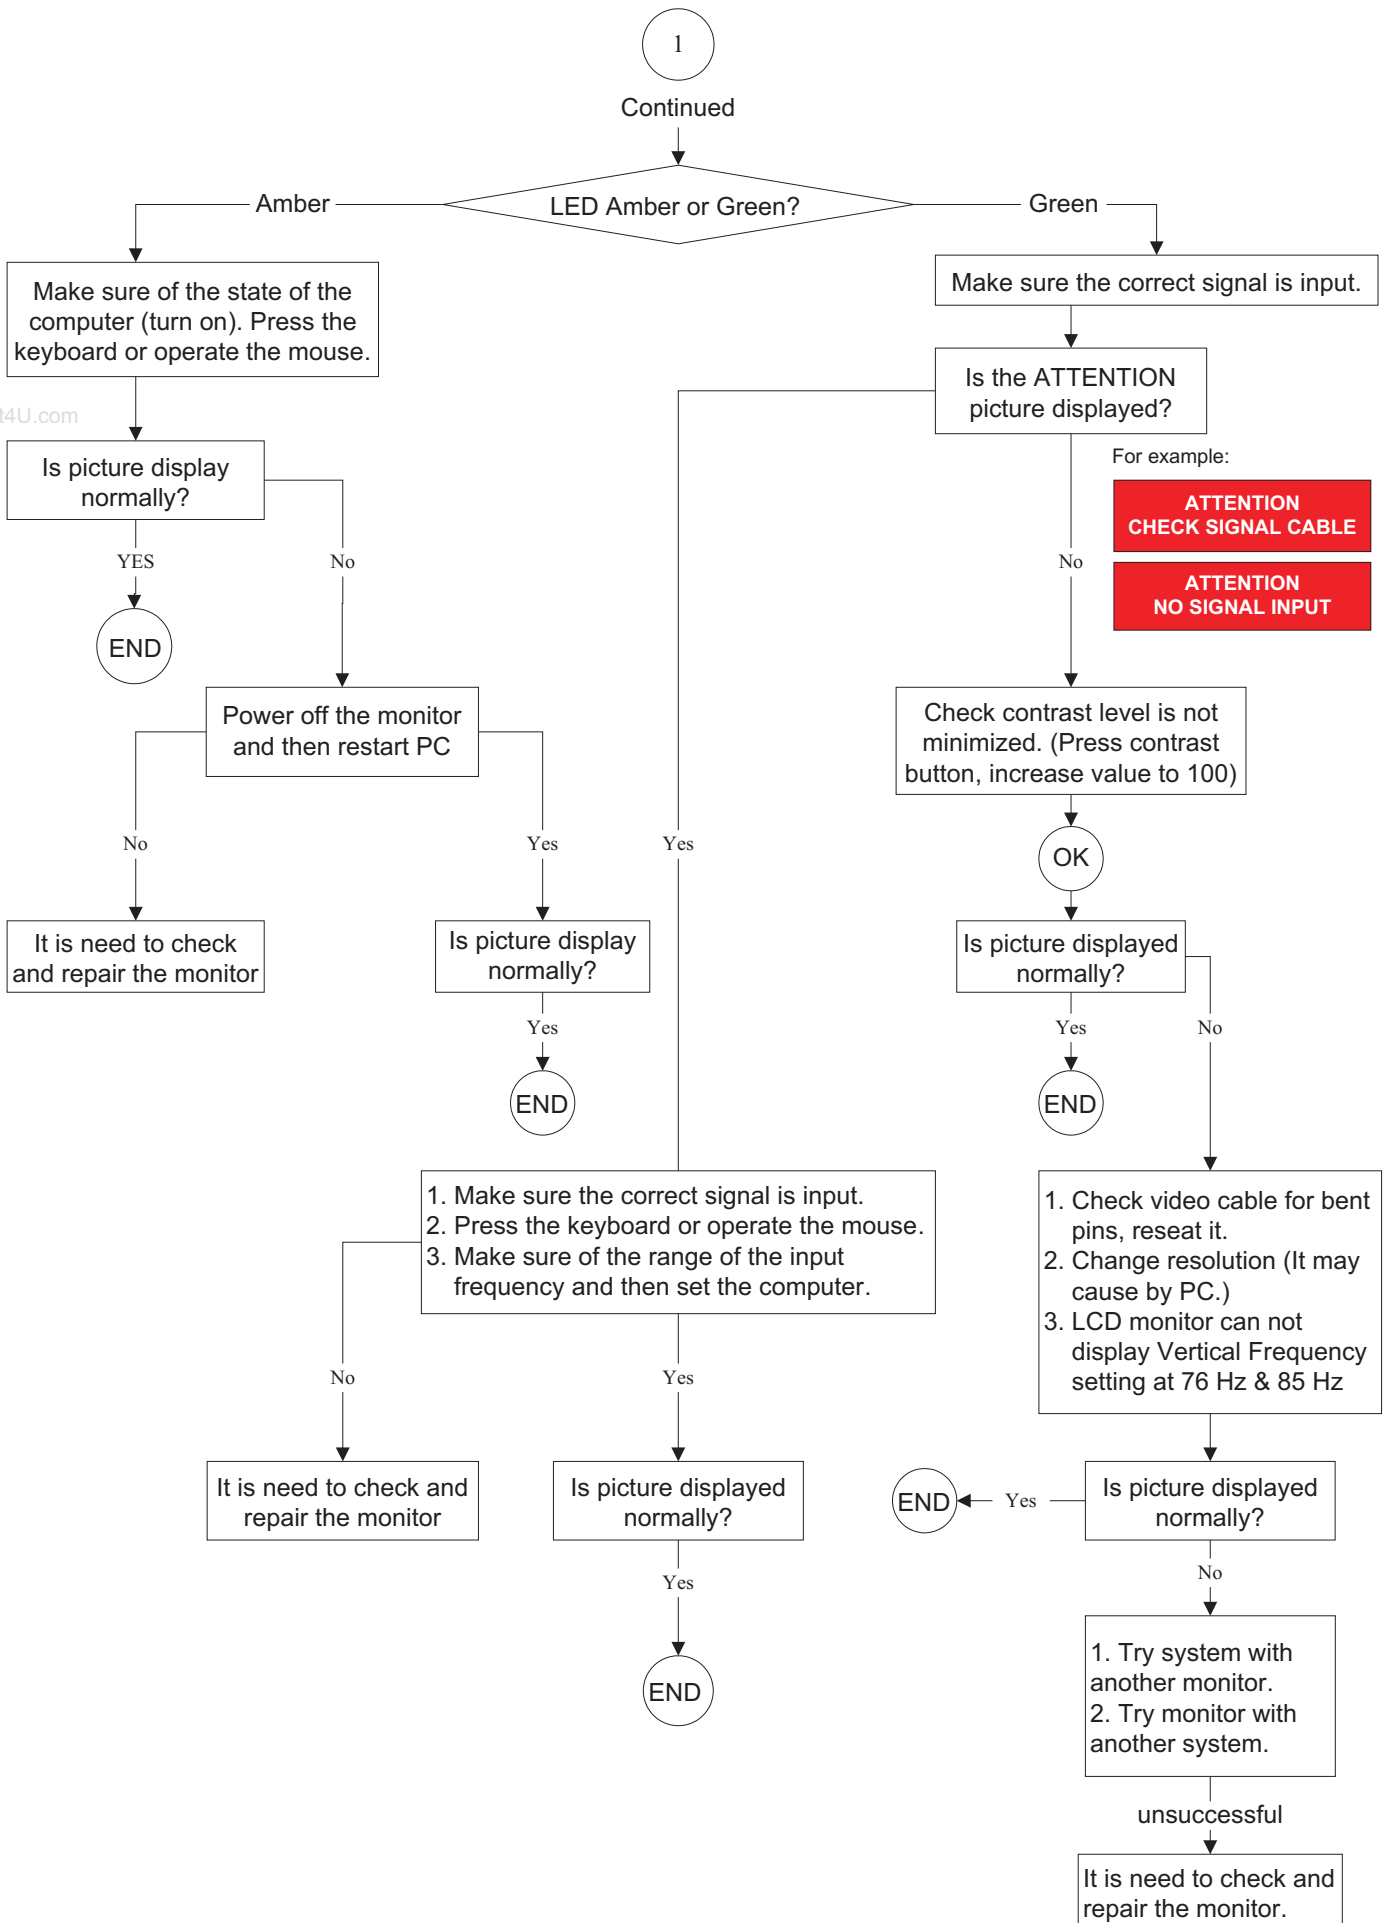 1
Continued
LED Amber or Green?
Amber
Green
Make sure of the state of the
computer (turn on). Press the
keyboard or operate the mouse.
t4U.com
Is picture display
normally?
YES
No
END
Power off the monitor
and then restart PC
No
Yes
It is need to check
and repair the monitor
Is picture display
normally?
Yes
END
Make sure the correct signal is input.
Is the ATTENTION
picture displayed?
For example:
ATTENTION
CHECK SIGNAL CABLE
ATTENTION
NO SIGNAL INPUT
No
Yes
Check contrast level is not
minimized. (Press contrast
button, increase value to 100)
OK
Is picture displayed
normally?
Yes
No
END
1. Make sure the correct signal is input.
2. Press the keyboard or operate the mouse.
3. Make sure of the range of the input
frequency and then set the computer.
No
Yes
It is need to check and
repair the monitor
Is picture displayed
normally?
Yes
END
1. Check video cable for bent
pins, reseat it.
2. Change resolution (It may
cause by PC.)
3. LCD monitor can not
display Vertical Frequency
setting at 76 Hz & 85 Hz
Is picture displayed
normally?
Yes
END
No
1. Try system with
another monitor.
2. Try monitor with
another system.
unsuccessful
It is need to check and
repair the monitor.